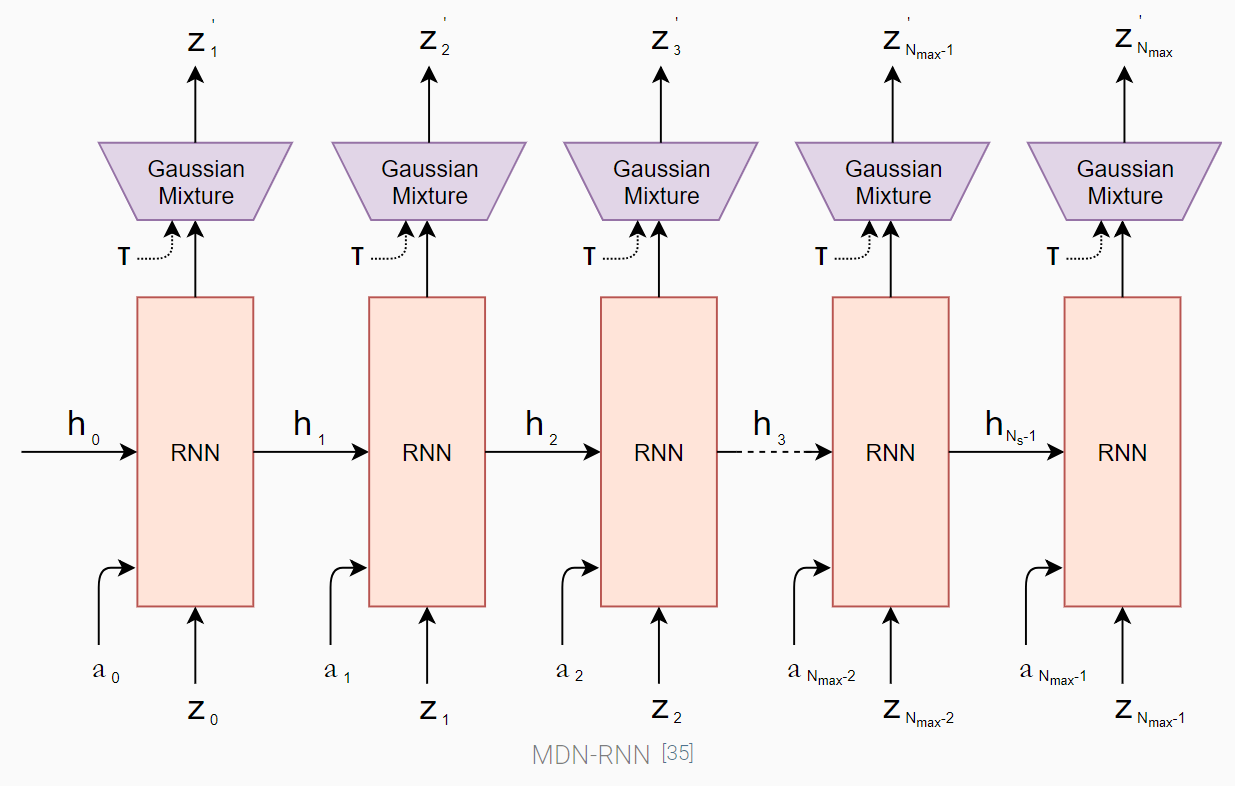 z'1 z'2 z'3 z'Nmax-1 z'Nmax
Gaussian Mixture Gaussian Mixture Gaussian Mixture Gaussian Mixture Gaussian Mixture
T T T T T
h0 h1 h2 h3 hNs-1
RNN RNN RNN RNN RNN
a0 a1 a2 aNmax-2 aNmax-1
z0 z1 z2 zNmax-2 zNmax-1
MDN-RNN [35]